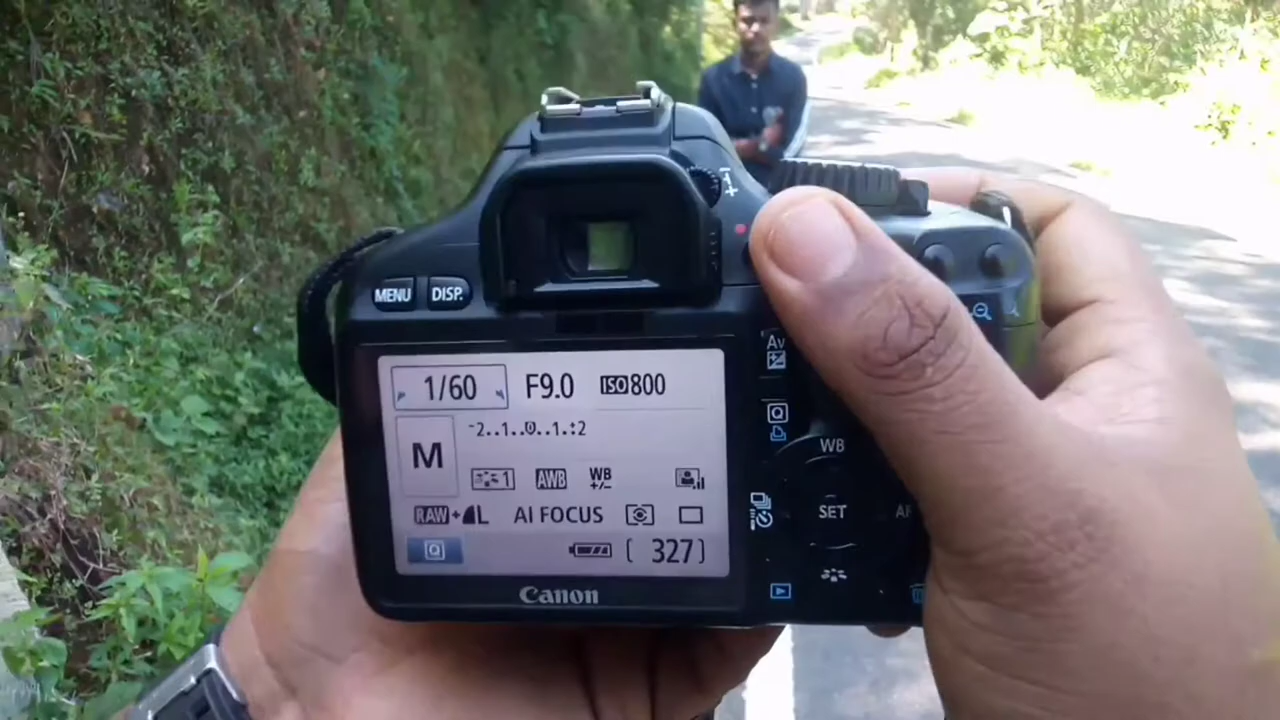 MENU DISP.
Av
1/60 F9.0 ISO800
Q
-2..1..0..1..+2
WB
M
1 AWB WB +/-
RAW+L AI FOCUS
SET AF
Q [ 327]
Canon